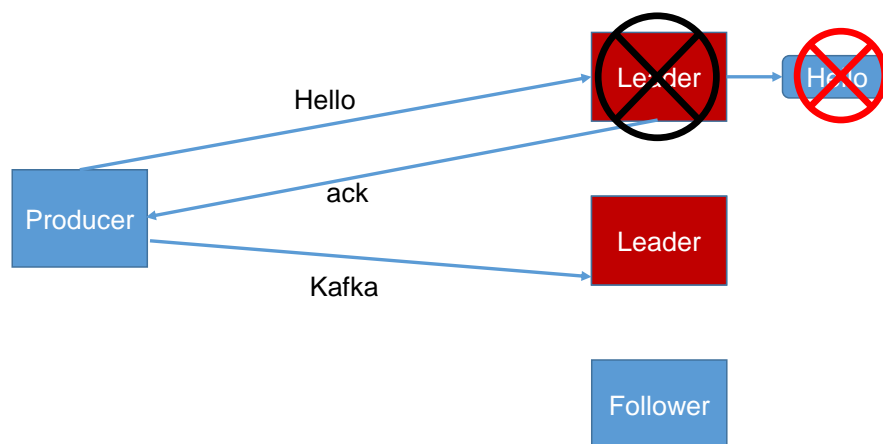 Leader
Hello
Hello
ack
Producer
Leader
Kafka
Follower